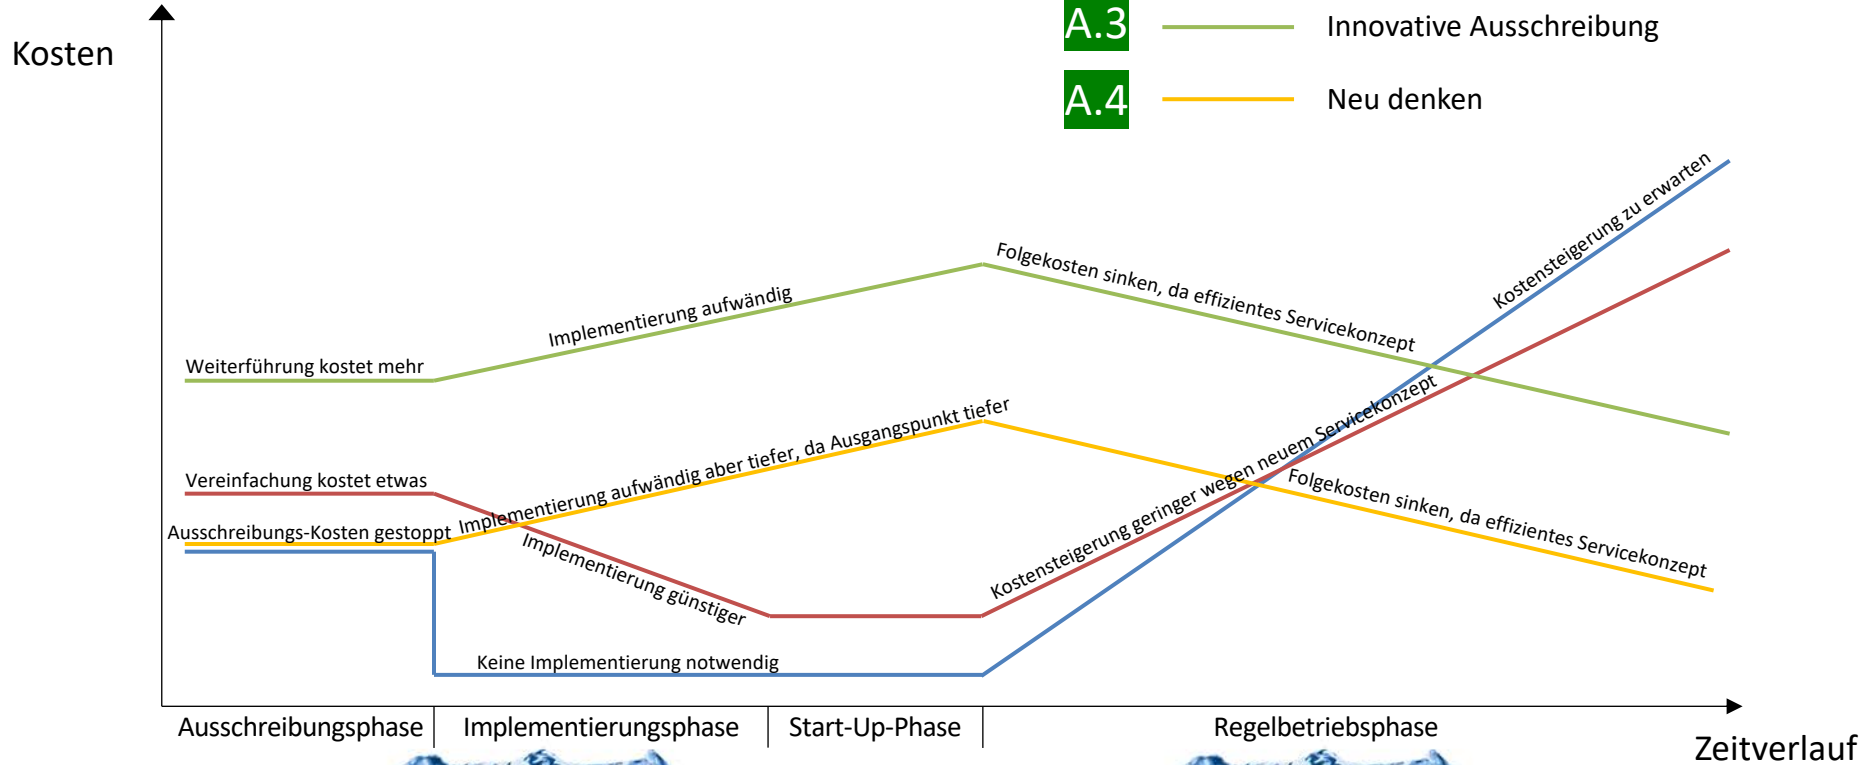 Kosten
A.3
Innovative Ausschreibung
A.4
Neu denken
Kostensteigerung zu erwarten
Folgekosten sinken, da effizientes Servicekonzept
Implementierung aufwändig
Weiterführung kostet mehr
Implementierung aufwändig aber tiefer, da Ausgangspunkt tiefer
Kostensteigerung geringer wegen neuem Servicekonzept
Vereinfachung kostet etwas
Folgekosten sinken, da effizientes Servicekonzept
Ausschreibungs-Kosten gestoppt
Implementierung günstiger
Keine Implementierung notwendig
Ausschreibungsphase
Implementierungsphase
Start-Up-Phase
Regelbetriebsphase
Zeitverlauf